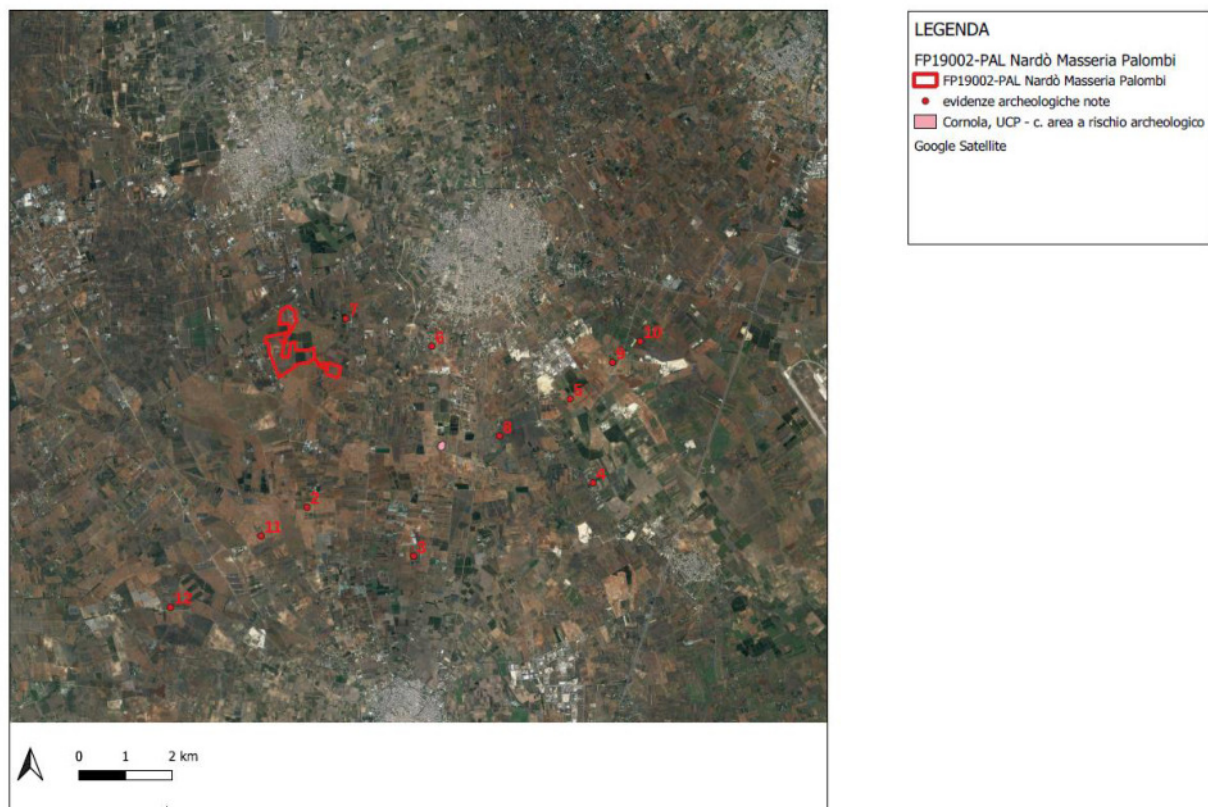 LEGENDA
FP19002-PAL Nardò Masseria Palombi
FP19002-PAL Nardò Masseria Palombi
evidenze archeologiche note
Cornola, UCP - c. area a rischio archeologico
Google Satellite
7
10
6
9
5
8
4
2
11
3
12
0 1 2 km